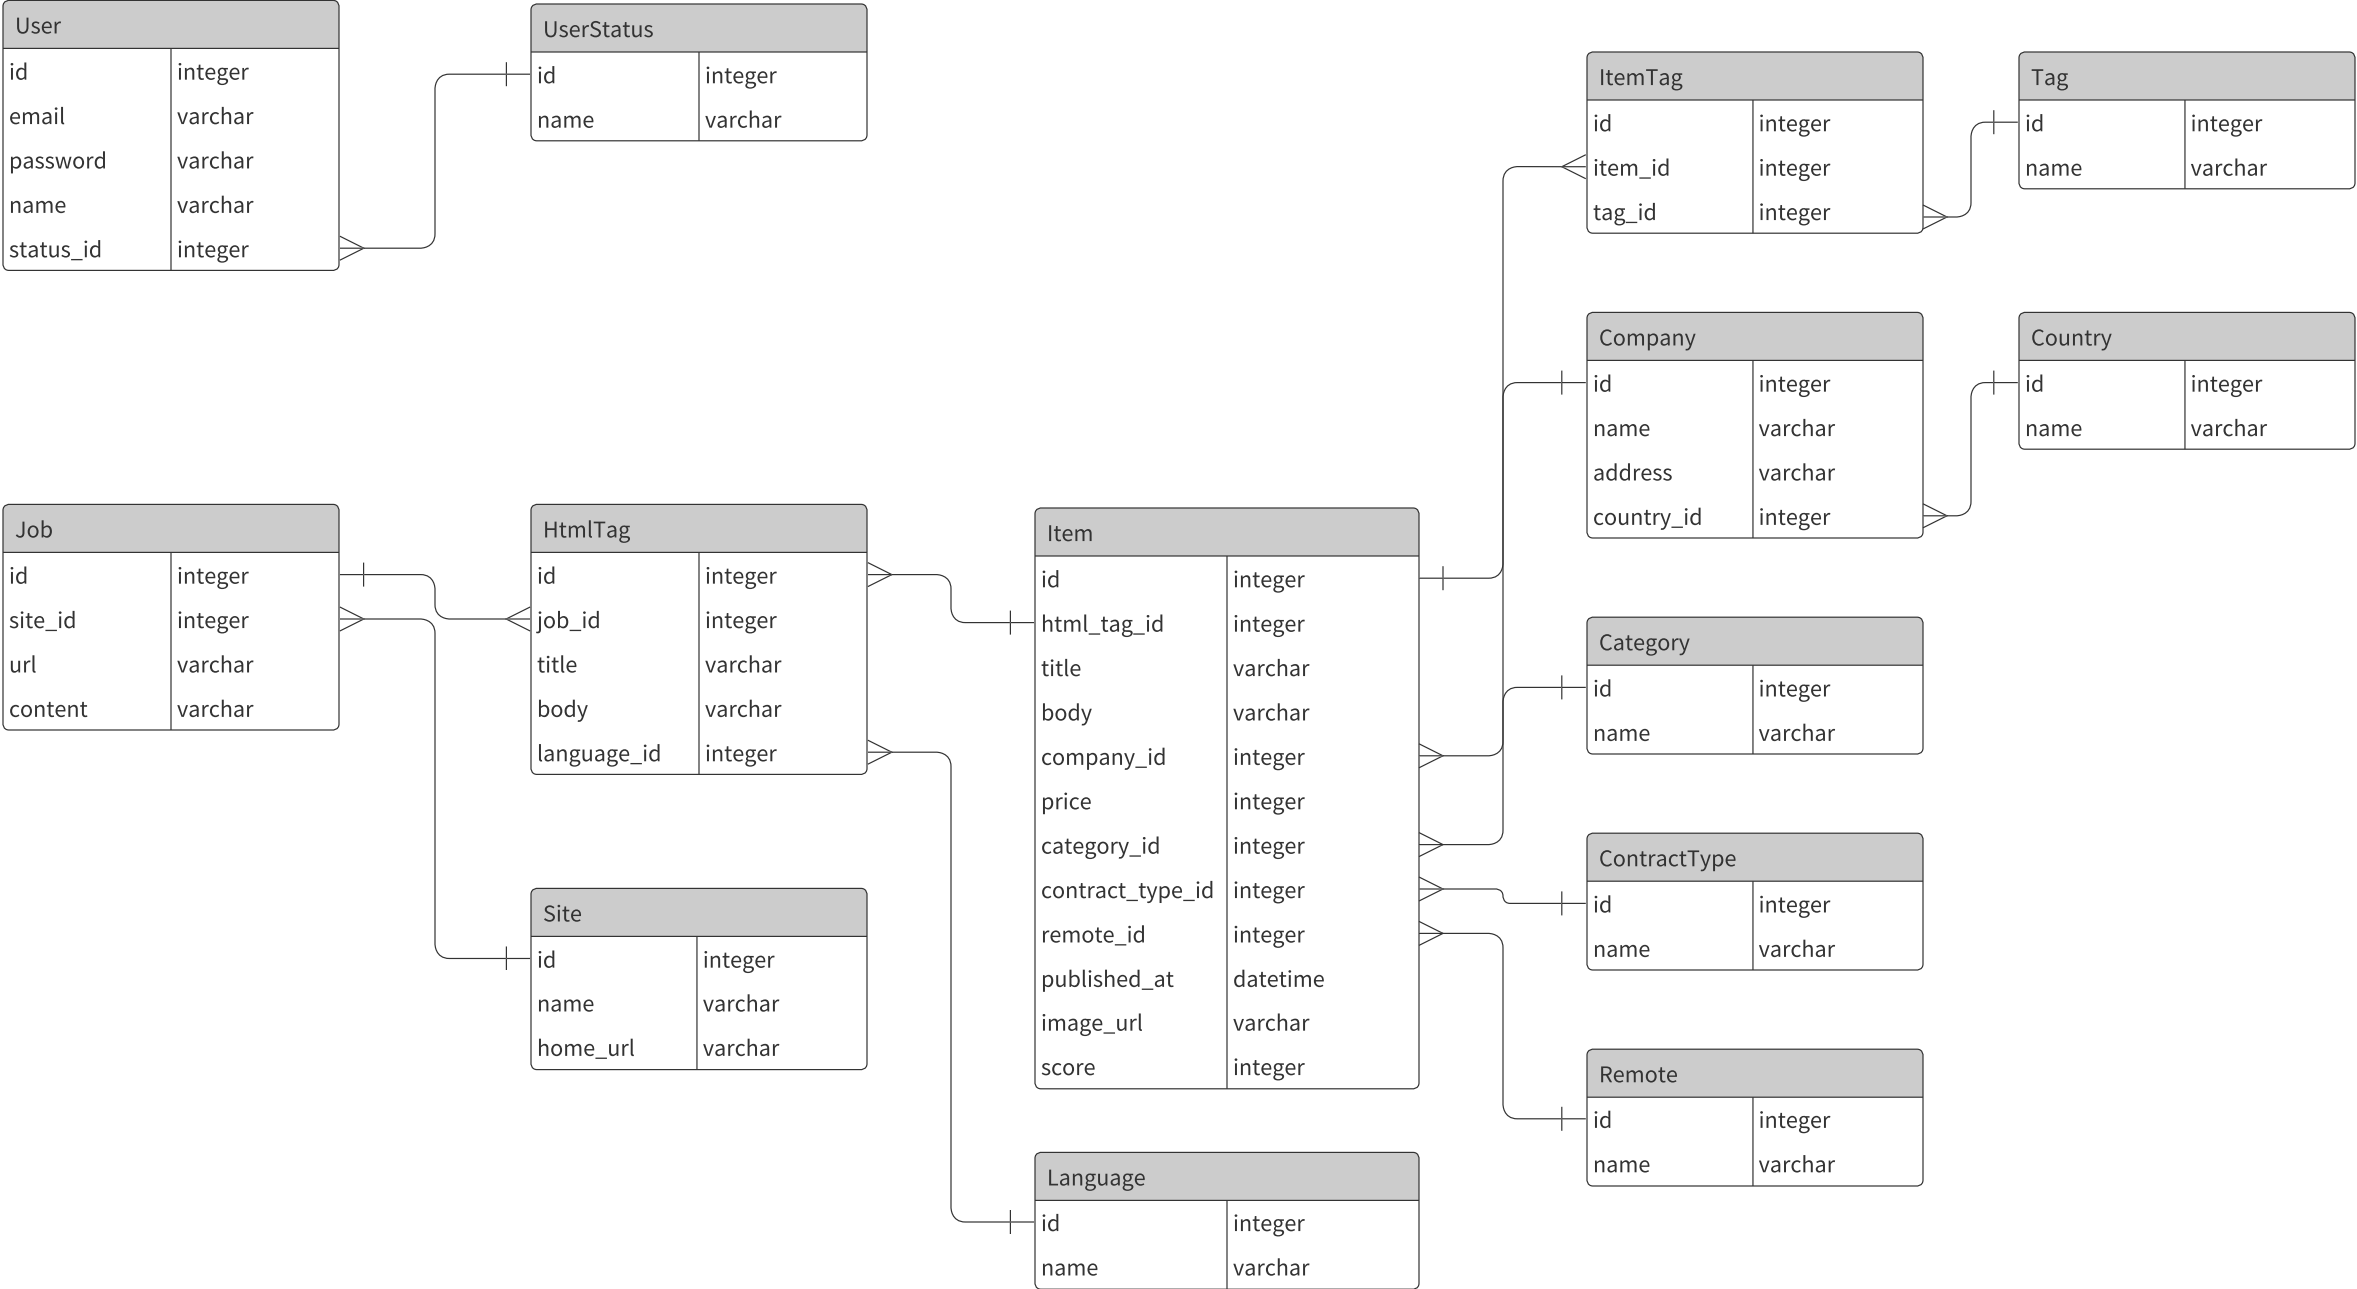 User
id integer
email varchar
password varchar
name varchar
status_id integer
UserStatus
id integer
name varchar
ItemTag
id integer
item_id integer
tag_id integer
Tag
id integer
name varchar
Company
id integer
name varchar
address varchar
country_id integer
Country
id integer
name varchar
Job
id integer
site_id integer
url varchar
content varchar
HtmlTag
id integer
job_id integer
title varchar
body varchar
language_id integer
Item
id integer
html_tag_id integer
title varchar
body varchar
company_id integer
price integer
category_id integer
contract_type_id integer
remote_id integer
published_at datetime
image_url varchar
score integer
Category
id integer
name varchar
ContractType
id integer
name varchar
Site
id integer
name varchar
home_url varchar
Remote
id integer
name varchar
Language
id integer
name varchar